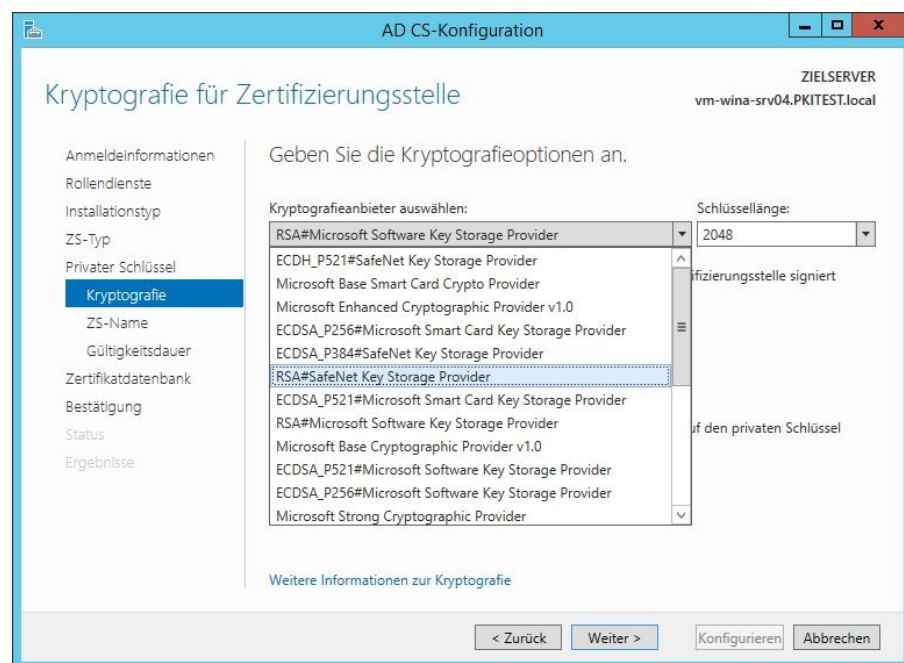 AD CS-Konfiguration
Kryptografie für Zertifizierungsstelle
ZIELSERVER
vm-wina-srv04.PKITEST.local
Anmeldeinformationen
Rollendienste
Installationstyp
ZS-Typ
Privater Schlüssel
Kryptografie
ZS-Name
Gültigkeitsdauer
Zertifikatdatenbank
Bestätigung
Status
Ergebnisse
Geben Sie die Kryptografieoptionen an.
Kryptografieanbieter auswählen:
Schlüssellänge:
RSA#Microsoft Software Key Storage Provider
2048
ECDH_P521#SafeNet Key Storage Provider
Microsoft Base Smart Card Crypto Provider
ifizierungsstelle signiert
Microsoft Enhanced Cryptographic Provider v1.0
ECDSA_P256#Microsoft Smart Card Key Storage Provider
ECDSA_P384#SafeNet Key Storage Provider
RSA#SafeNet Key Storage Provider
ECDSA_P521#Microsoft Smart Card Key Storage Provider
RSA#Microsoft Software Key Storage Provider
uf den privaten Schlüssel
Microsoft Base Cryptographic Provider v1.0
ECDSA_P521#Microsoft Software Key Storage Provider
ECDSA_P256#Microsoft Software Key Storage Provider
Microsoft Strong Cryptographic Provider
Weitere Informationen zur Kryptografie
< Zurück
Weiter >
Konfigurieren
Abbrechen